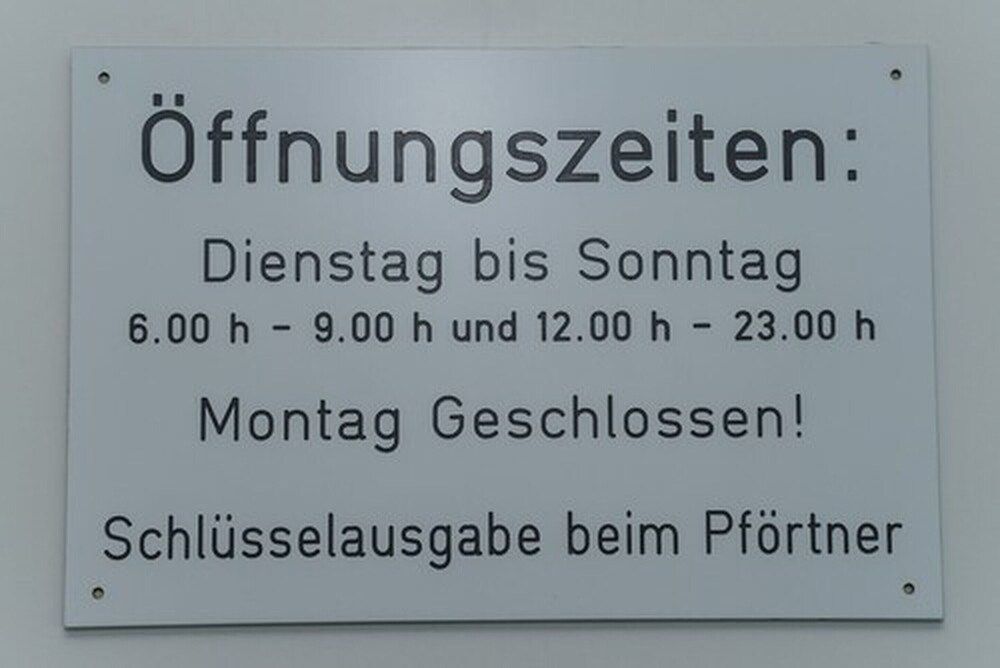 Öffnungszeiten:
Dienstag bis Sonntag
6.00 h - 9.00 h und 12.00 h - 23.00 h
Montag Geschlossen!
Schlüsselausgabe beim Pförtner